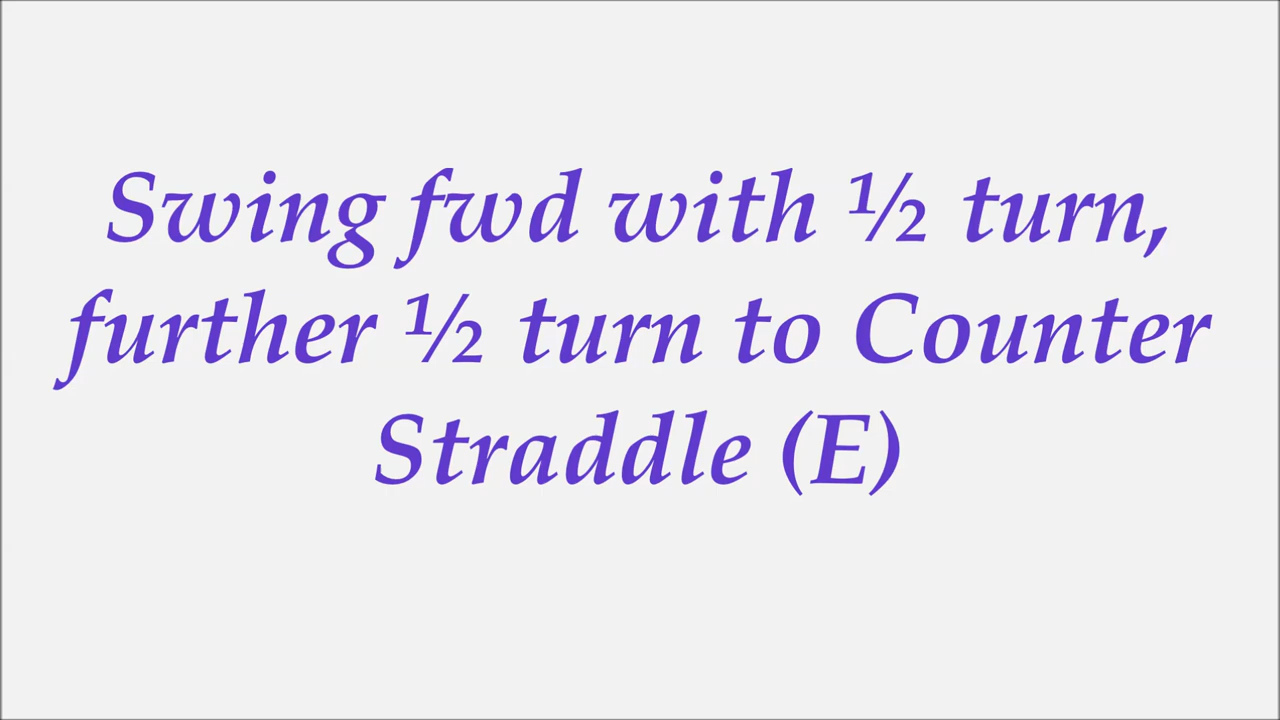 Swing fwd with ½ turn,
further ½ turn to Counter
Straddle (E)